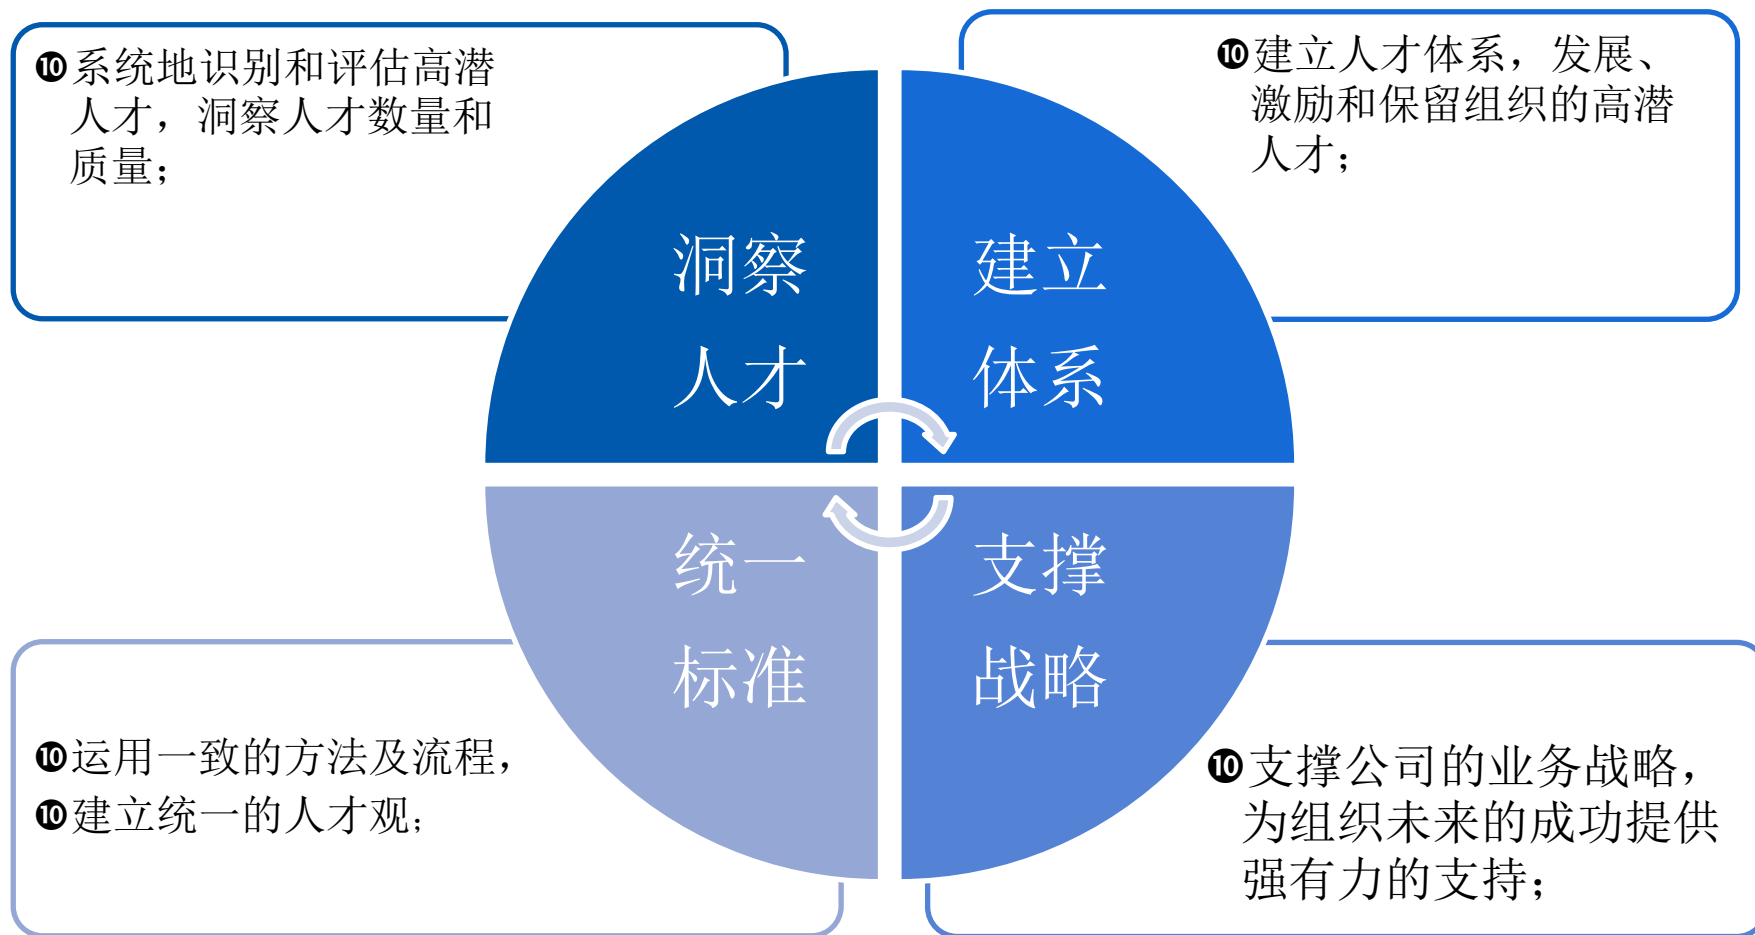 ❿系统地识别和评估高潜
人才，洞察人才数量和
质量；
❿建立人才体系，发展、
激励和保留组织的高潜
人才；
洞察
人才
建立
体系
统一
标准
支撑
战略
❿运用一致的方法及流程，
❿建立统一的人才观；
❿支撑公司的业务战略，
为组织未来的成功提供
强有力的支持；